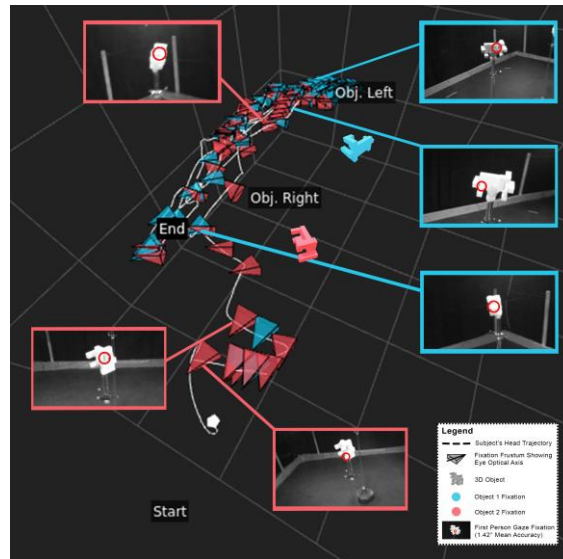 Obj. Left
Obj. Right
End
Start
Legend
Subject's Head Trajectory
Fixation Frustum Showing
Eye Optical Axis
3D Object
Object 1 Fixation
Object 2 Fixation
First Person Gaze Fixation
(1.42° Mean Accuracy)